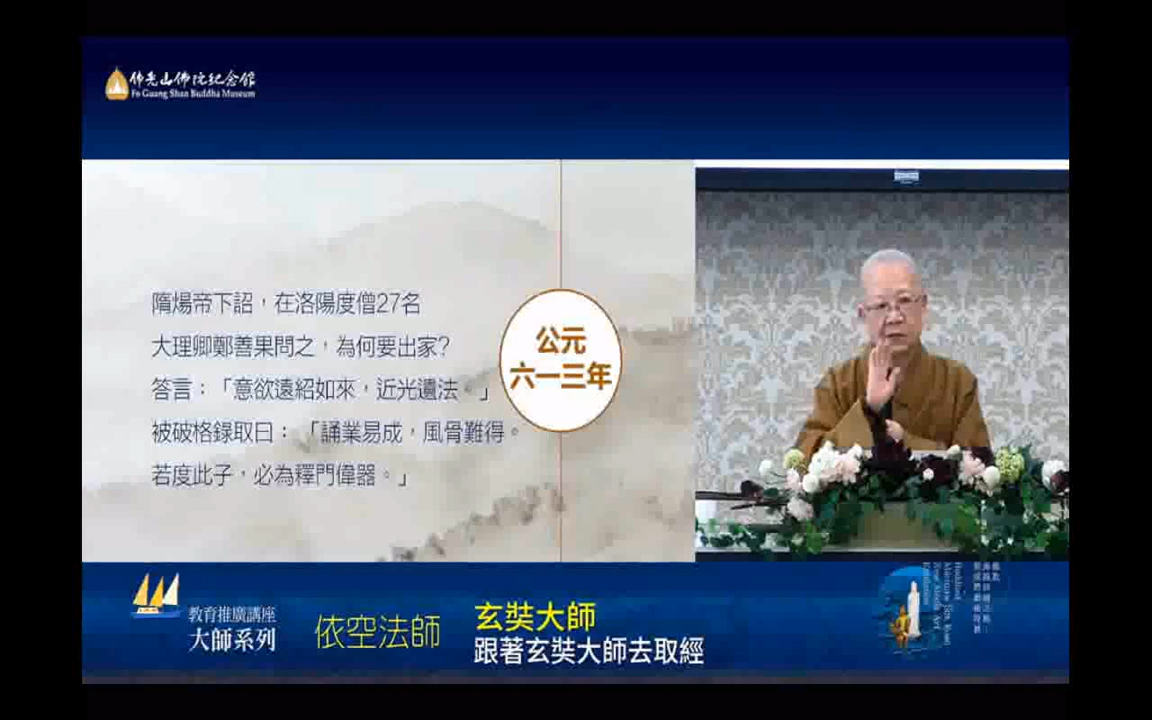 佛光山佛陀紀念館
Fo Guang Shan Buddha Museum
隋煬帝下詔，在洛陽度僧27名
大理卿鄭善果問之，為何要出家?
答言：「意欲遠紹如來，近光遺法。」
被破格錄取曰：「誦業易成，風骨難得。
若度此子，必為釋門偉器。」
公元
六一三年
教育推廣講座
大師系列
依空法師
玄奘大師
跟著玄奘大師去取經